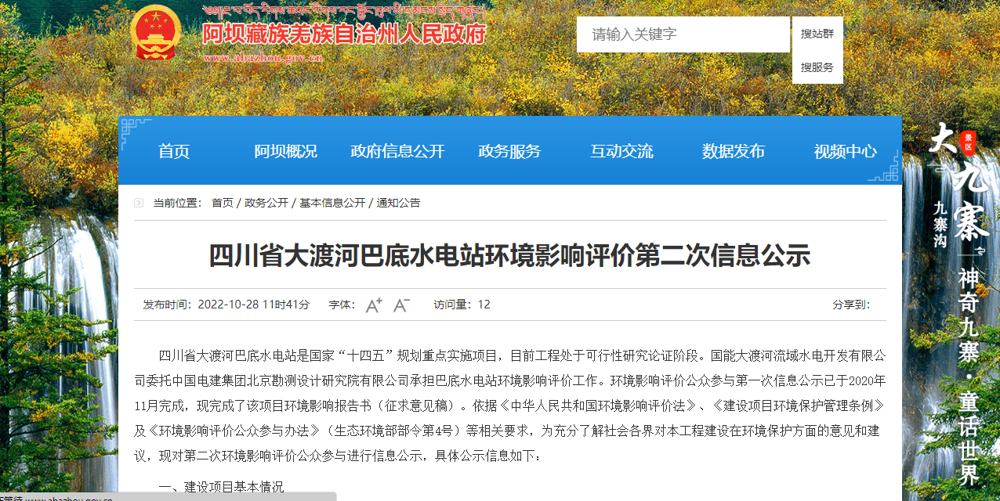 阿坝藏族羌族自治州人民政府
www.abazhou.gov.cn
请输入关键字
搜站群
搜服务
首页 阿坝概况 政府信息公开 政务服务 互动交流 数据发布 视频中心
当前位置： 首页 / 政务公开 / 基本信息公开 / 通知公告
四川省大渡河巴底水电站环境影响评价第二次信息公示
发布时间：2022-10-28 11时41分 字体： A+ A- 访问量：12 分享到：
四川省大渡河巴底水电站是国家“十四五”规划重点实施项目，目前工程处于可行性研究论证阶段。国能大渡河流域水电开发有限公
司委托中国电建集团北京勘测设计研究院有限公司承担巴底水电站环境影响评价工作。环境影响评价公众参与第一次信息公示已于2020年
11月完成，现完成了该项目环境影响报告书（征求意见稿）。依据《中华人民共和国环境影响评价法》、《建设项目环境保护管理条例》
及《环境影响评价公众参与办法》（生态环境部部令第4号）等相关要求，为充分了解社会各界对本工程建设在环境保护方面的意见和建
议，现对第二次环境影响评价公众参与进行信息公示，具体公示信息如下：
一、建设项目基本情况
大九寨
景区
九寨沟
神奇九寨·童话世界
www.abazhou.gov.cn